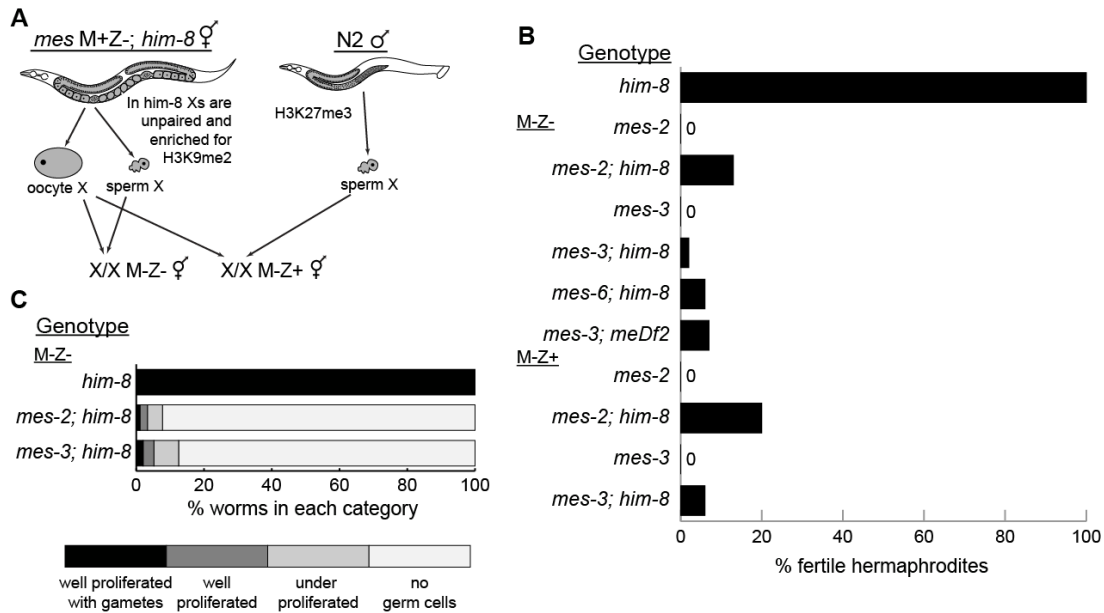 A
mes M+Z-; him-8 ⚥
N2 ♂
In him-8 Xs are
unpaired and
enriched for
H3K9me2
H3K27me3
oocyte X
sperm X
sperm X
X/X M-Z- ⚥
X/X M-Z+ ⚥
B
Genotype
him-8
M-Z-
mes-2
0
mes-2; him-8
mes-3
0
mes-3; him-8
mes-6; him-8
mes-3; meDf2
M-Z+
mes-2
0
mes-2; him-8
mes-3
0
mes-3; him-8
0 20 40 60 80 100
% fertile hermaphrodites
C
Genotype
M-Z-
him-8
mes-2; him-8
mes-3; him-8
0 20 40 60 80 100
% worms in each category
well proliferated
with gametes
well
proliferated
under
proliferated
no
germ cells